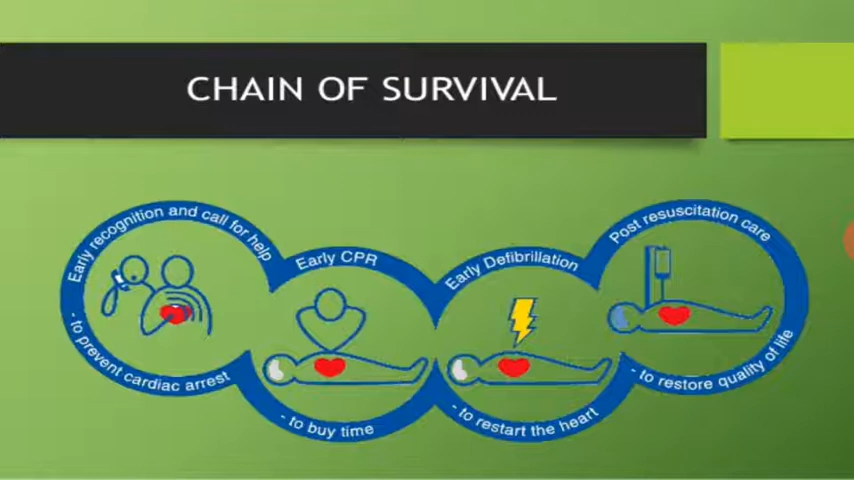 CHAIN OF SURVIVAL
Early recognition and call for help
- to prevent cardiac arrest
Early CPR
- to buy time
Early Defibrillation
- to restart the heart
Post resuscitation care
- to restore quality of life